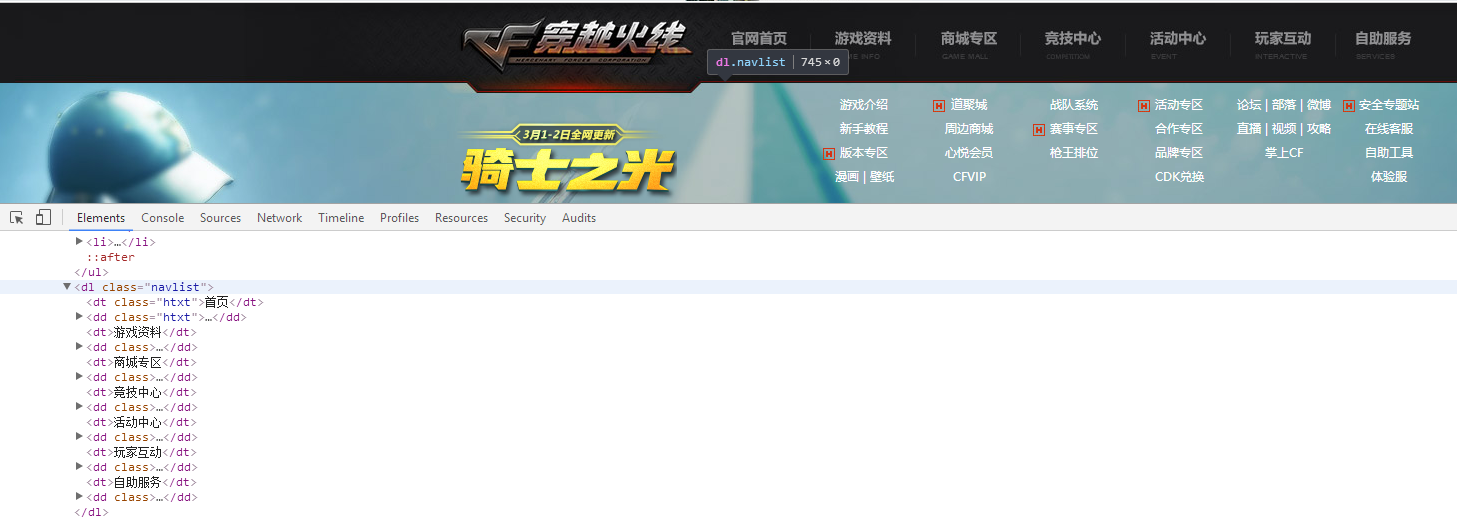 穿越火线
MERCENARY FORCES CORPORATION
官网首页 游戏资料 商城专区 竞技中心 活动中心 玩家互动 自助服务
ME INFO GAME MALL COMPETITION EVENT INTERACTIVE SERVICES
dl.navlist 745×0
游戏介绍 H 道聚城 战队系统 H 活动专区 论坛 | 部落 | 微博 H 安全专题站
3月1-2日全网更新
新手教程 周边商城 H 赛事专区 合作专区 直播 | 视频 | 攻略 在线客服
骑士之光
H 版本专区 心悦会员 枪王排位 品牌专区 掌上CF 自助工具
漫画 | 壁纸 CFVIP CDK兑换 体验服
Elements Console Sources Network Timeline Profiles Resources Security Audits
<li>…</li>
::after
</ul>
<dl class="navlist">
<dt class="htxt">首页</dt>
<dd class="htxt">…</dd>
<dt>游戏资料</dt>
<dd class>…</dd>
<dt>商城专区</dt>
<dd class>…</dd>
<dt>竞技中心</dt>
<dd class>…</dd>
<dt>活动中心</dt>
<dd class>…</dd>
<dt>玩家互动</dt>
<dd class>…</dd>
<dt>自助服务</dt>
<dd class>…</dd>
</dl>